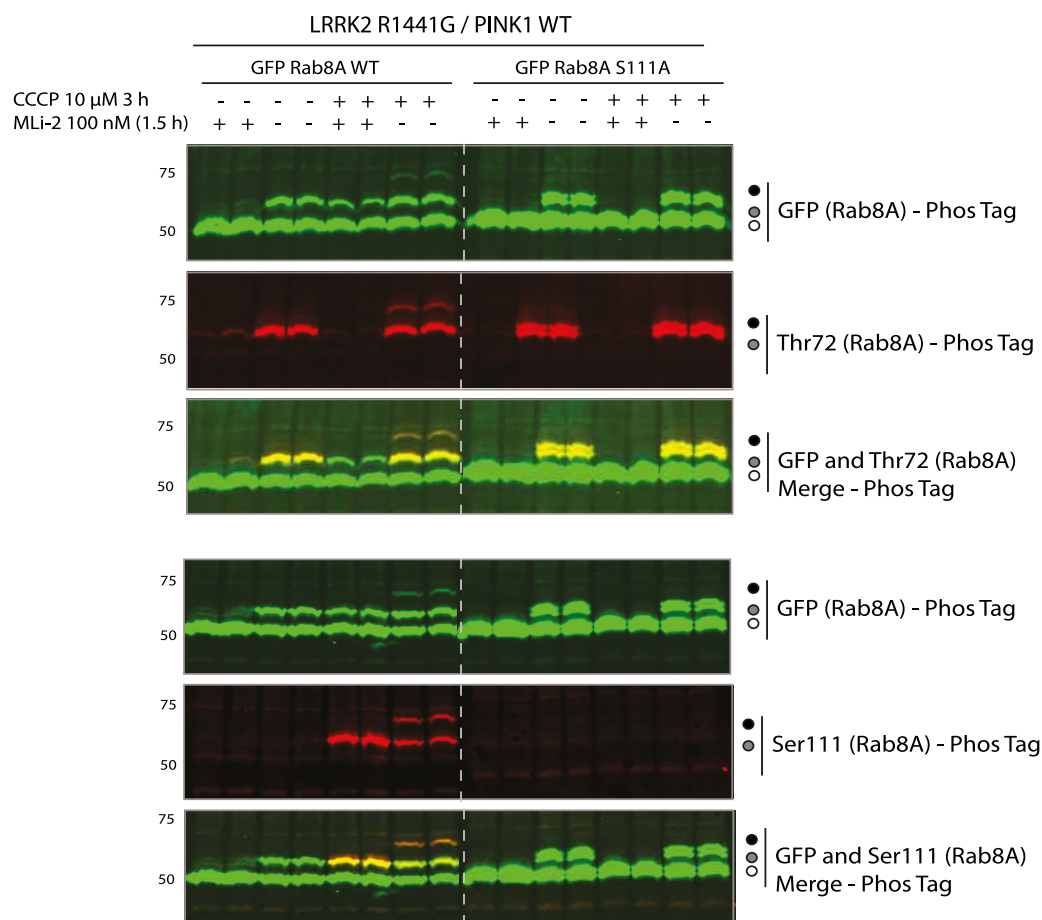 LRRK2 R1441G / PINK1 WT
GFP Rab8A WT
GFP Rab8A S111A
CCCP 10 µM 3 h - - - - + + + + - - - - + + + +
MLi-2 100 nM (1.5 h) + + - - + + - - + + - - + + - -
75
50
GFP (Rab8A) - Phos Tag
75
50
Thr72 (Rab8A) - Phos Tag
75
50
GFP and Thr72 (Rab8A)
Merge - Phos Tag
75
50
GFP (Rab8A) - Phos Tag
75
50
Ser111 (Rab8A) - Phos Tag
75
50
GFP and Ser111 (Rab8A)
Merge - Phos Tag